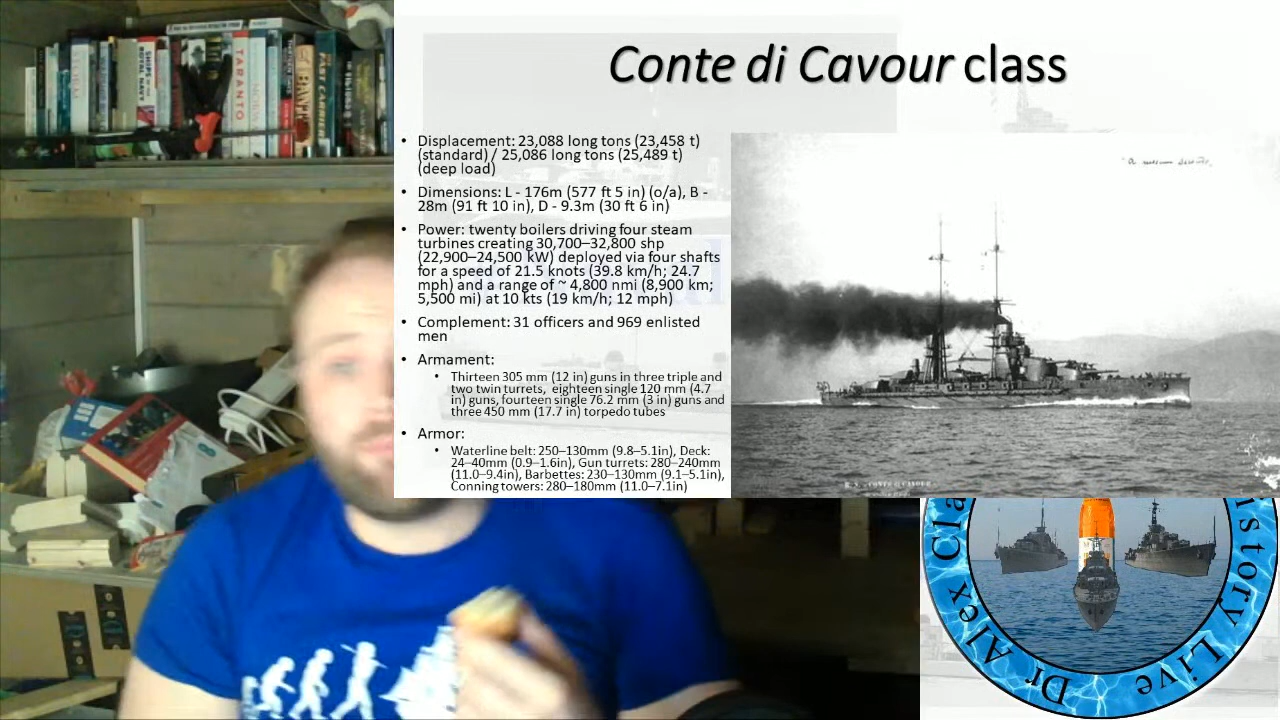 Conte di Cavour class
• Displacement: 23,088 long tons (23,458 t)
(standard) / 25,086 long tons (25,489 t)
(deep load)
• Dimensions: L - 176m (577 ft 5 in) (o/a), B -
28m (91 ft 10 in), D - 9.3m (30 ft 6 in)
• Power: twenty boilers driving four steam
turbines creating 30,700–32,800 shp
(22,900–24,500 kW) deployed via four shafts
for a speed of 21.5 knots (39.8 km/h; 24.7
mph) and a range of ~ 4,800 nmi (8,900 km;
5,500 mi) at 10 kts (19 km/h; 12 mph)
• Complement: 31 officers and 969 enlisted
men
• Armament:
• Thirteen 305 mm (12 in) guns in three triple and
two twin turrets, eighteen single 120 mm (4.7
in) guns, fourteen single 76.2 mm (3 in) guns and
three 450 mm (17.7 in) torpedo tubes
• Armor:
• Waterline belt: 250–130mm (9.8–5.1in), Deck:
24–40mm (0.9–1.6in), Gun turrets: 280–240mm
(11.0–9.4in), Barbettes: 230–130mm (9.1–5.1in),
Conning towers: 280–180mm (11.0–7.1in)
SHIPS
ROYAL NAVY
TARANTO
FAST CARRIERS
Dr Alex Cla
istory Live